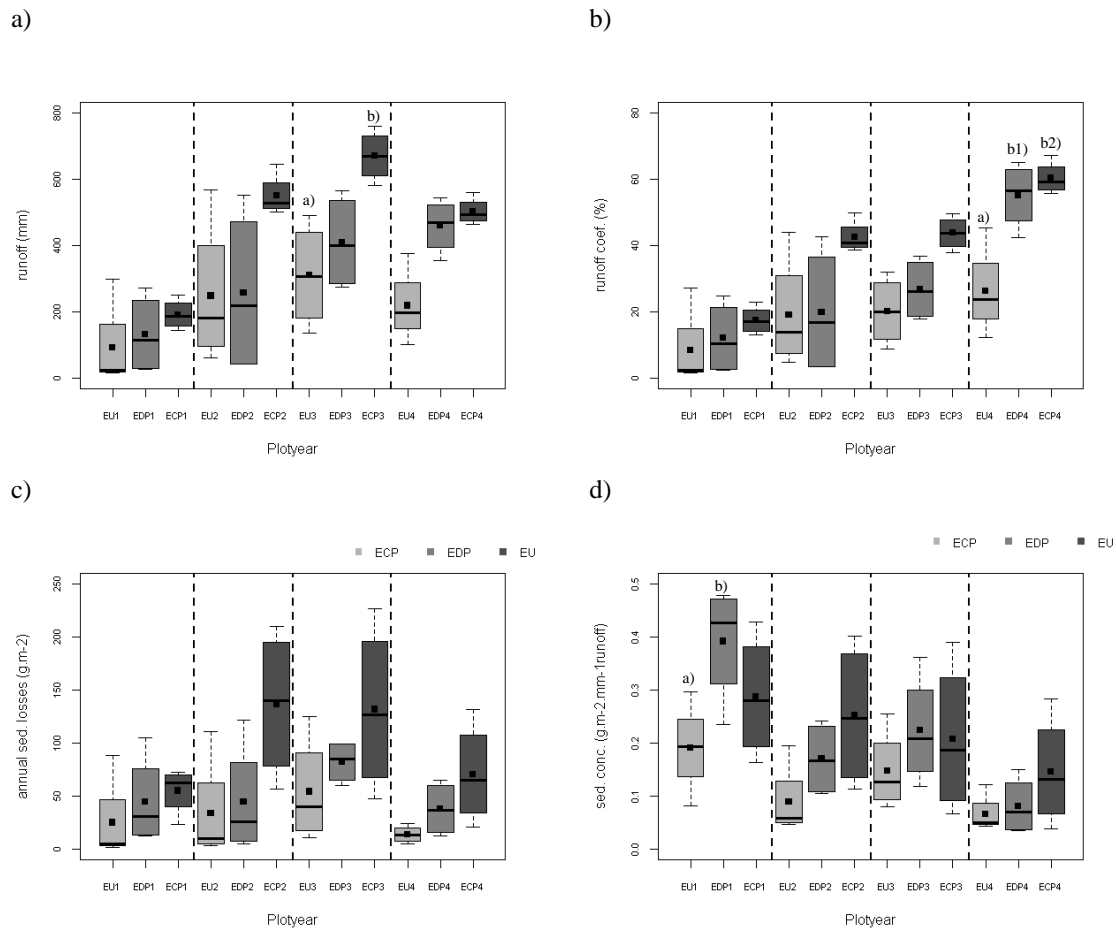 a)
b)
runoff (mm)
0 200 400 600 800
a)
b)
EU1 EDP1 ECP1 EU2 EDP2 ECP2 EU3 EDP3 ECP3 EU4 EDP4 ECP4
Plotyear
runoff coef. (%)
0 20 40 60 80
a)
b1)
b2)
EU1 EDP1 ECP1 EU2 EDP2 ECP2 EU3 EDP3 ECP3 EU4 EDP4 ECP4
Plotyear
c)
d)
ECP EDP EU
annual sed. losses (g.m-2)
0 50 100 150 200 250
EU1 EDP1 ECP1 EU2 EDP2 ECP2 EU3 EDP3 ECP3 EU4 EDP4 ECP4
Plotyear
ECP EDP EU
sed. conc. (g.m-2.mm-1runoff)
0.0 0.1 0.2 0.3 0.4 0.5
a)
b)
EU1 EDP1 ECP1 EU2 EDP2 ECP2 EU3 EDP3 ECP3 EU4 EDP4 ECP4
Plotyear